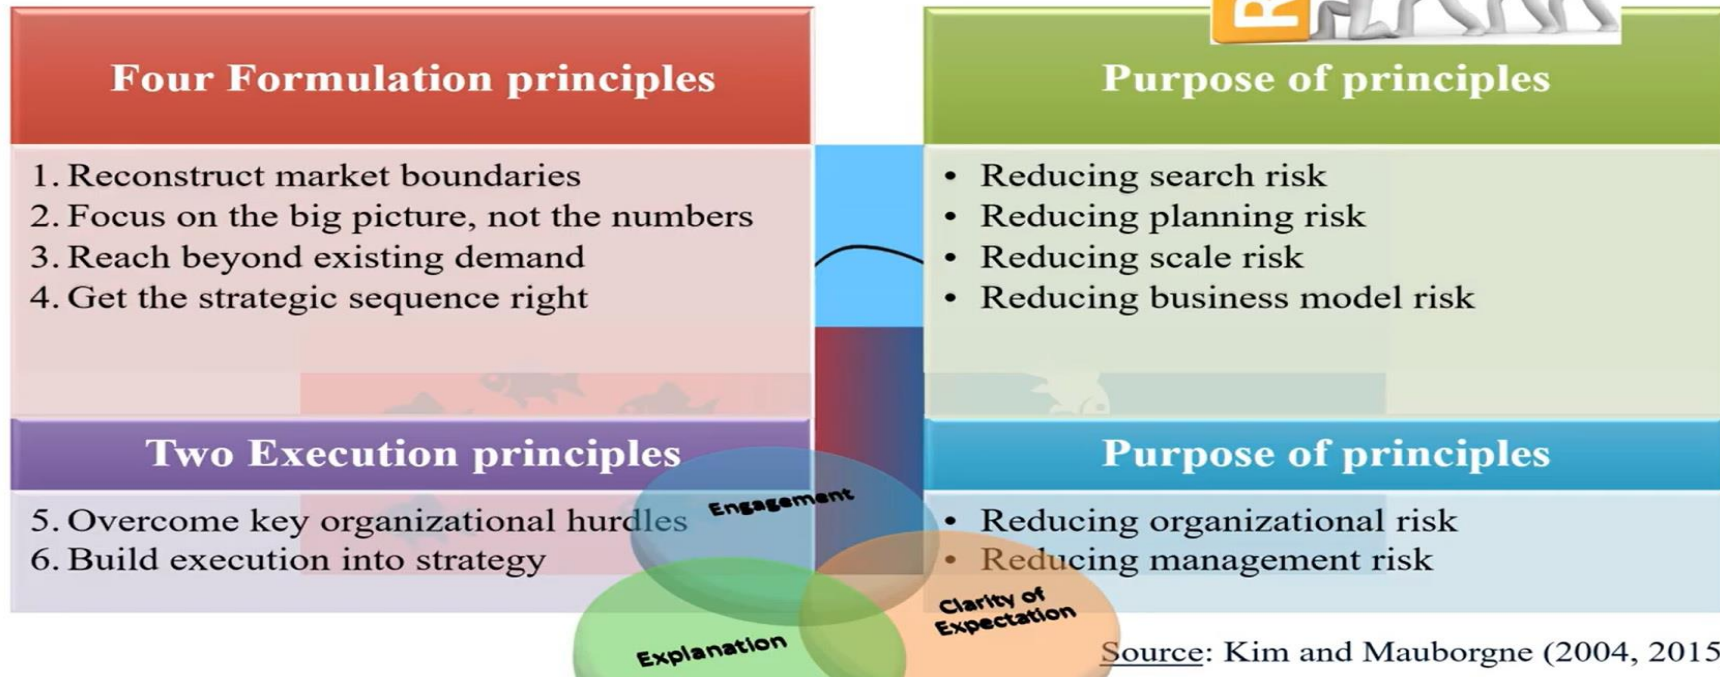 R
Four Formulation principles
Purpose of principles
1. Reconstruct market boundaries
2. Focus on the big picture, not the numbers
3. Reach beyond existing demand
4. Get the strategic sequence right
• Reducing search risk
• Reducing planning risk
• Reducing scale risk
• Reducing business model risk
Two Execution principles
Purpose of principles
5. Overcome key organizational hurdles
6. Build execution into strategy
• Reducing organizational risk
• Reducing management risk
Engagement
Clarity of
Expectation
Explanation
Source: Kim and Mauborgne (2004, 2015